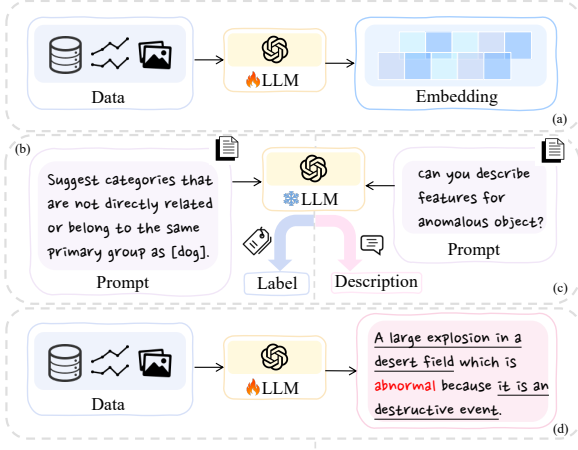 Data
LLM
Embedding
(a)
(b)
Suggest categories that
are not directly related
or belong to the same
primary group as [dog].
Prompt
LLM
can you describe
features for
anomalous object?
Prompt
Label
Description
(c)
Data
LLM
A large explosion in a
desert field which is
abnormal because it is an
destructive event.
(d)